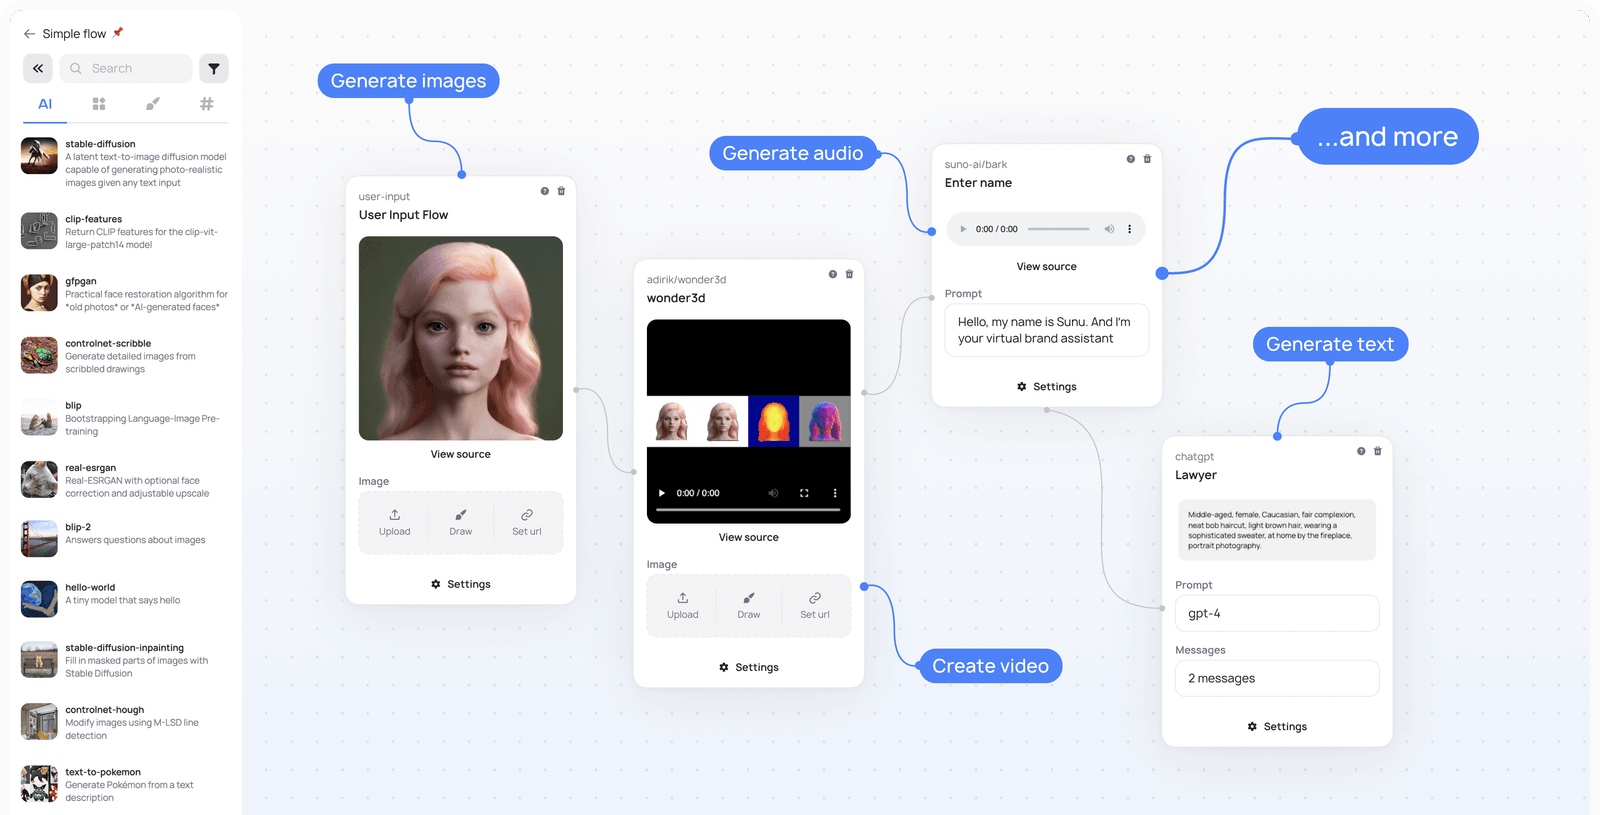 Simple flow
Search
AI
stable-diffusion
A latent text-to-image diffusion model
capable of generating photo-realistic
images given any text input
clip-features
Return CLIP features for the clip-vit-
large-patch14 model
gfpgan
Practical face restoration algorithm for
*old photos* or *AI-generated faces*
controlnet-scribble
Generate detailed images from
scribbled drawings
blip
Bootstrapping Language-Image Pre-
training
real-esrgan
Real-ESRGAN with optional face
correction and adjustable upscale
blip-2
Answers questions about images
hello-world
A tiny model that says hello
stable-diffusion-inpainting
Fill in masked parts of images with
Stable Diffusion
controlnet-hough
Modify images using M-LSD line
detection
text-to-pokemon
Generate Pokémon from a text
description
Generate images
user-input
User Input Flow
View source
Image
Upload
Draw
Set url
Settings
adirik/wonder3d
wonder3d
0:00 / 0:00
View source
Image
Upload
Draw
Set url
Settings
Create video
Generate audio
suno-ai/bark
Enter name
0:00 / 0:00
View source
Prompt
Hello, my name is Sunu. And I'm
your virtual brand assistant
Settings
...and more
Generate text
chatgpt
Lawyer
Middle-aged, female, Caucasian, fair complexion,
neat bob haircut, light brown hair, wearing a
sophisticated sweater, at home by the fireplace,
portrait photography.
Prompt
gpt-4
Messages
2 messages
Settings